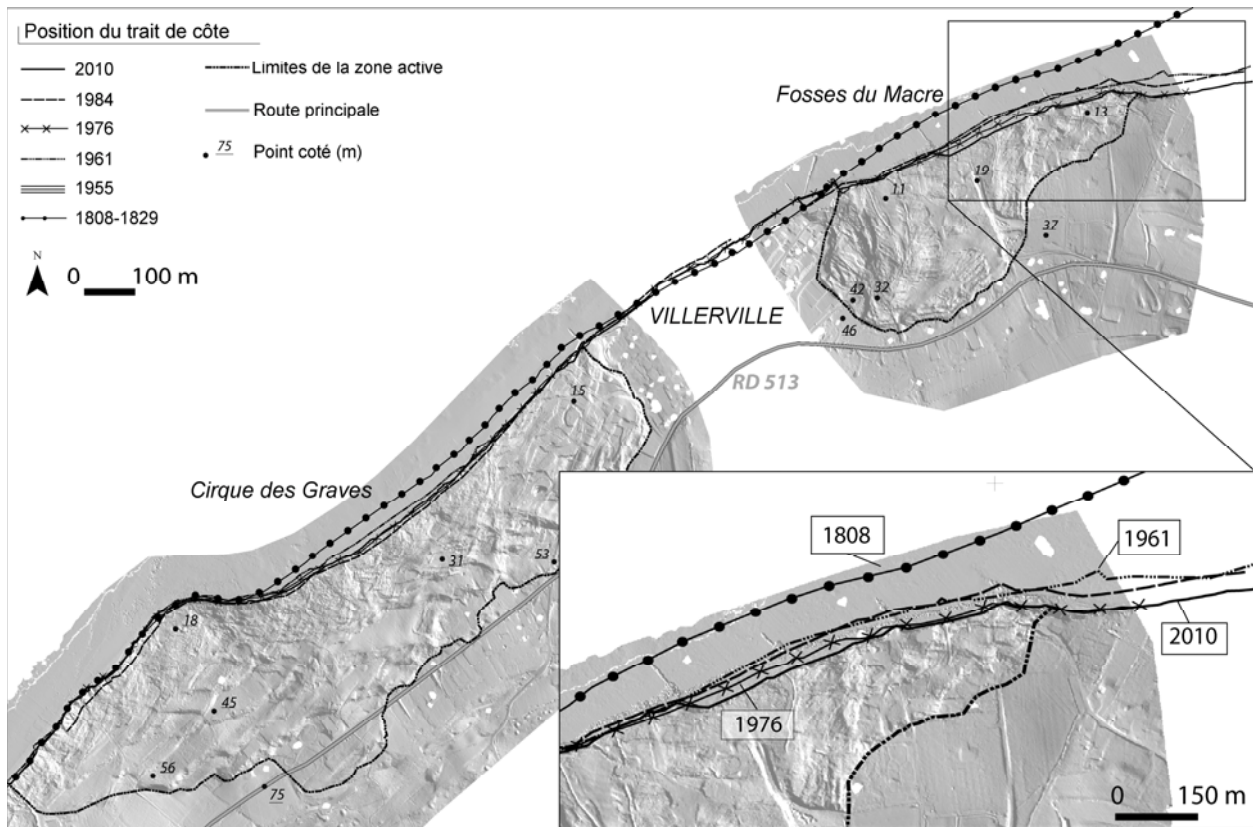 Position du trait de côte
2010
1984
1976
1961
1955
1808-1829
Limites de la zone active
Route principale
75 Point coté (m)
N
0 100 m
Fosses du Macre
13
19
11
37
42 32
46
VILLERVILLE
RD 513
15
Cirque des Graves
31
53
18
45
56
75
1808
1961
2010
1976
0 150 m